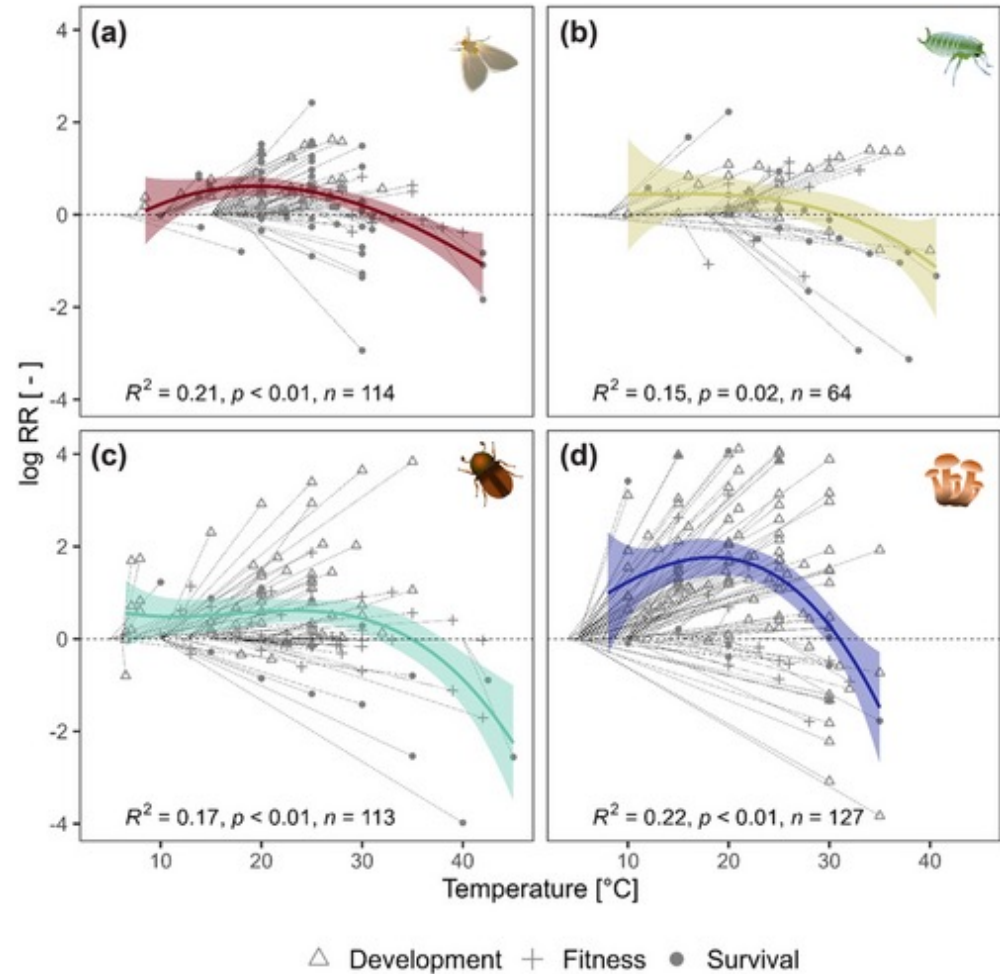 (a)
(b)
4
2
0
-2
-4
R² = 0.21, p < 0.01, n = 114
R² = 0.15, p = 0.02, n = 64
log RR [ - ]
(c)
(d)
4
2
0
-2
-4
R² = 0.17, p < 0.01, n = 113
R² = 0.22, p < 0.01, n = 127
10 20 30 40
10 20 30 40
Temperature [°C]
Development Fitness Survival